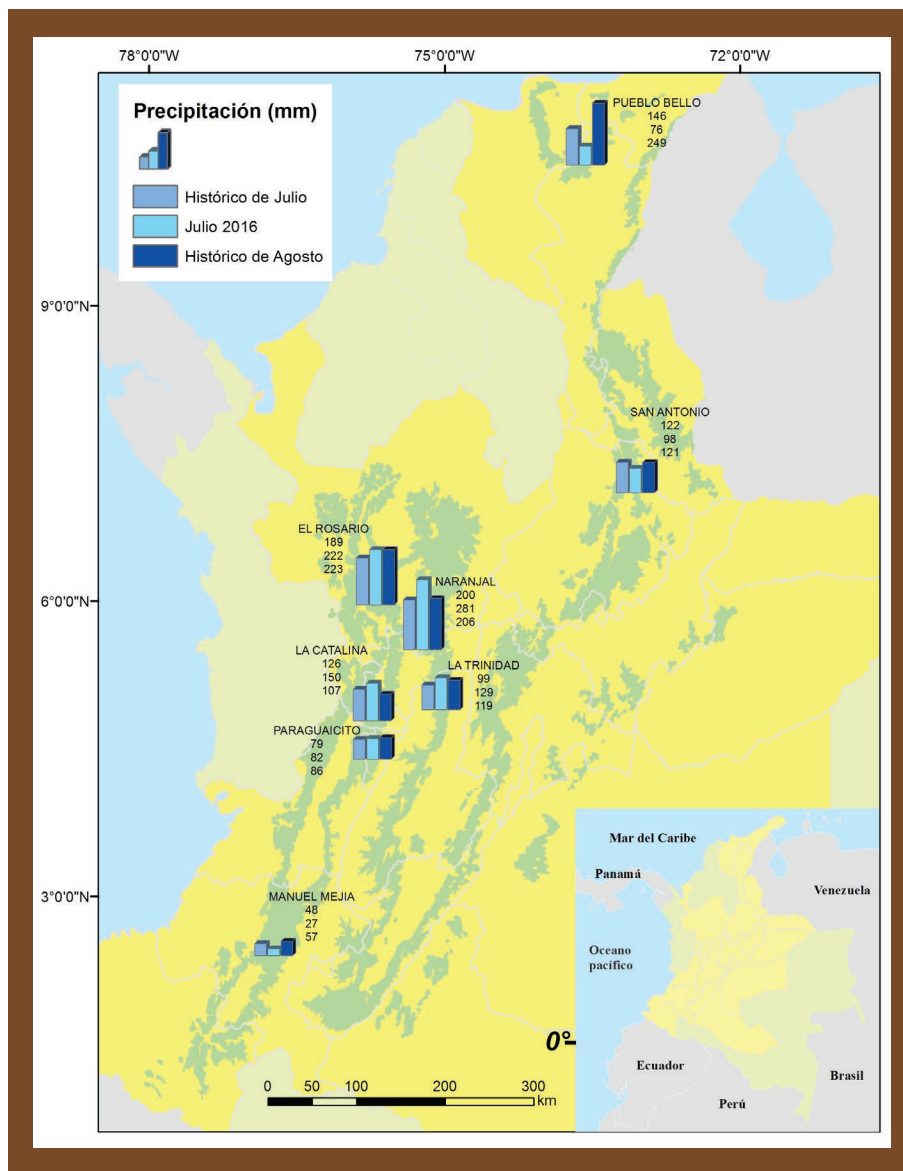 78°0'0"W
75°0'0"W
72°0'0"W
Precipitación (mm)
Histórico de Julio
Julio 2016
Histórico de Agosto
PUEBLO BELLO
146
76
249
9°0'0"N
SAN ANTONIO
122
98
121
EL ROSARIO
189
222
223
6°0'0"N
NARANJAL
200
281
206
LA CATALINA
126
150
107
LA TRINIDAD
99
129
119
PARAGUAICITO
79
82
86
3°0'0"N
MANUEL MEJIA
48
27
57
0°
0 50 100 200 300
km
Mar del Caribe
Panamá
Venezuela
Oceano
pacífico
Ecuador
Brasil
Perú